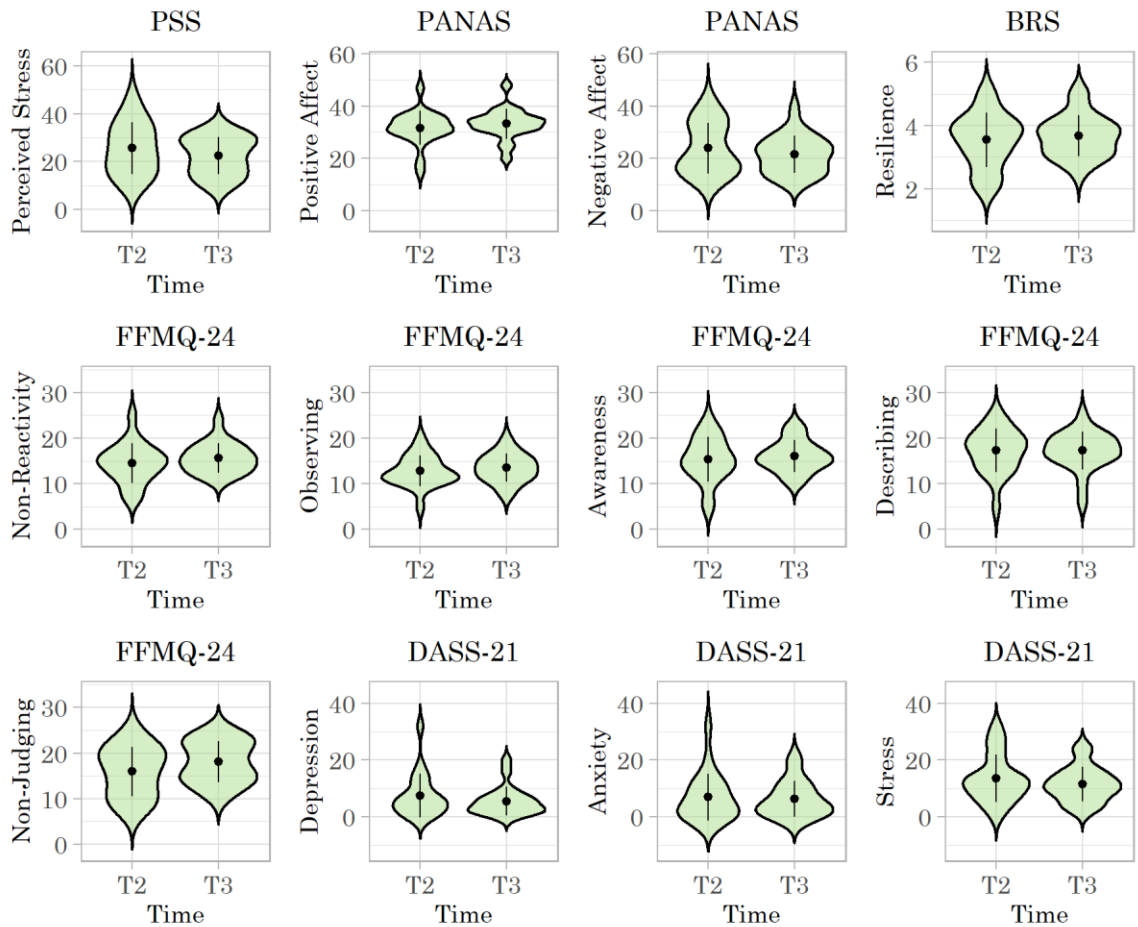 PSS
PANAS
PANAS
BRS
Perceived Stress
60
40
20
0
T2 T3
Time
Positive Affect
60
40
20
0
T2 T3
Time
Negative Affect
60
40
20
0
T2 T3
Time
Resilience
6
4
2
T2 T3
Time
FFMQ-24
FFMQ-24
FFMQ-24
FFMQ-24
Non-Reactivity
30
20
10
0
T2 T3
Time
Observing
30
20
10
0
T2 T3
Time
Awareness
30
20
10
0
T2 T3
Time
Describing
30
20
10
0
T2 T3
Time
FFMQ-24
DASS-21
DASS-21
DASS-21
Non-Judging
30
20
10
0
T2 T3
Time
Depression
40
20
0
T2 T3
Time
Anxiety
40
20
0
T2 T3
Time
Stress
40
20
0
T2 T3
Time